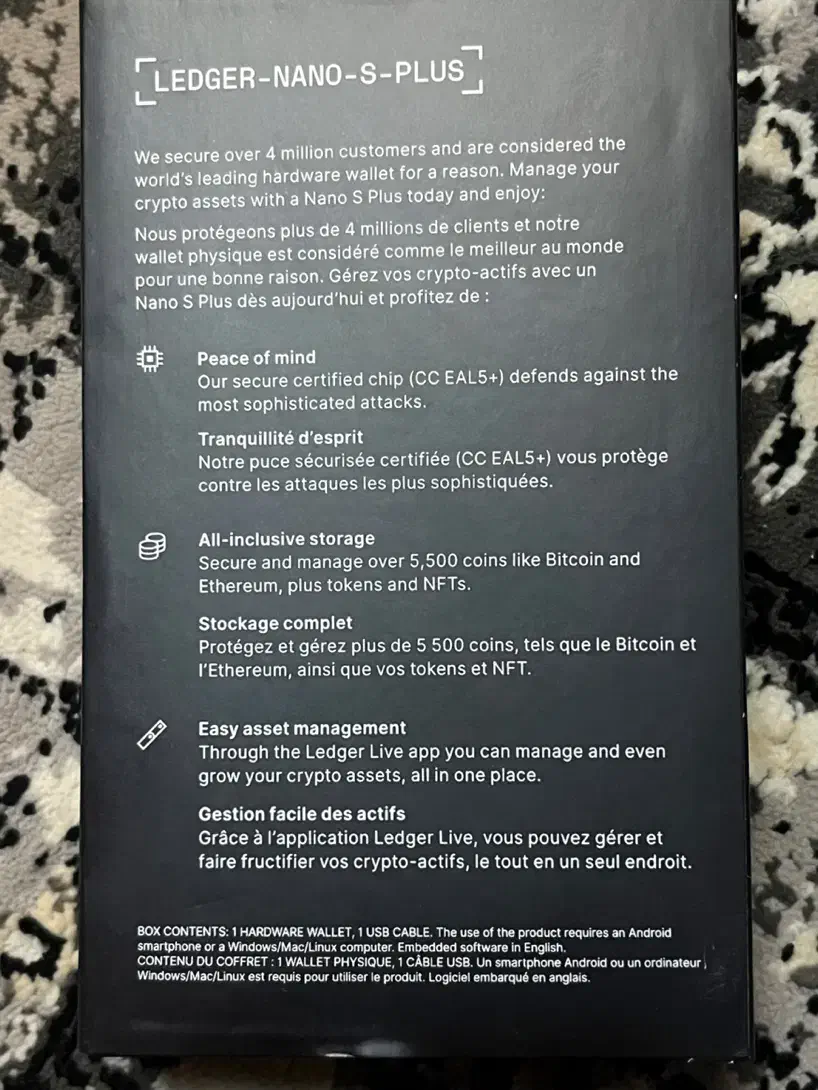 LEDGER-NANO-S-PLUS
We secure over 4 million customers and are considered the
world's leading hardware wallet for a reason. Manage your
crypto assets with a Nano S Plus today and enjoy:
Nous protégeons plus de 4 millions de clients et notre
wallet physique est considéré comme le meilleur au monde
pour une bonne raison. Gérez vos crypto-actifs avec un
Nano S Plus dès aujourd'hui et profitez de :
Peace of mind
Our secure certified chip (CC EAL5+) defends against the
most sophisticated attacks.
Tranquillité d'esprit
Notre puce sécurisée certifiée (CC EAL5+) vous protège
contre les attaques les plus sophistiquées.
All-inclusive storage
Secure and manage over 5,500 coins like Bitcoin and
Ethereum, plus tokens and NFTs.
Stockage complet
Protégez et gérez plus de 5 500 coins, tels que le Bitcoin et
l'Ethereum, ainsi que vos tokens et NFT.
Easy asset management
Through the Ledger Live app you can manage and even
grow your crypto assets, all in one place.
Gestion facile des actifs
Grâce à l'application Ledger Live, vous pouvez gérer et
faire fructifier vos crypto-actifs, le tout en un seul endroit.
BOX CONTENTS: 1 HARDWARE WALLET, 1 USB CABLE. The use of the product requires an Android
smartphone or a Windows/Mac/Linux computer. Embedded software in English.
CONTENU DU COFFRET : 1 WALLET PHYSIQUE, 1 CÂBLE USB. Un smartphone Android ou un ordinateur
Windows/Mac/Linux est requis pour utiliser le produit. Logiciel embarqué en anglais.